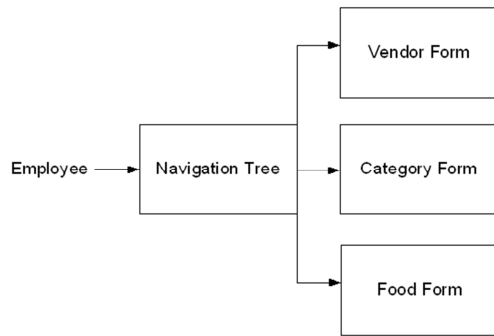 Vendor Form
Employee
Navigation Tree
Category Form
Food Form